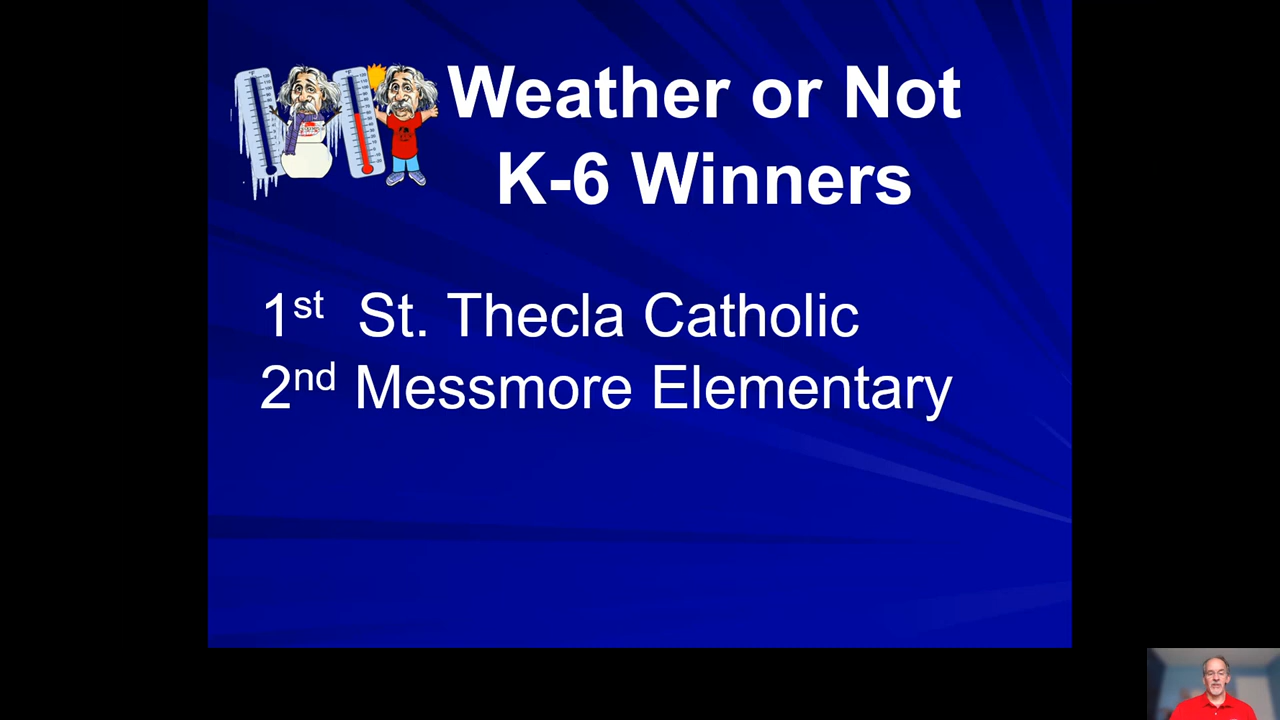 Weather or Not
K-6 Winners
1st St. Thecla Catholic
2nd Messmore Elementary